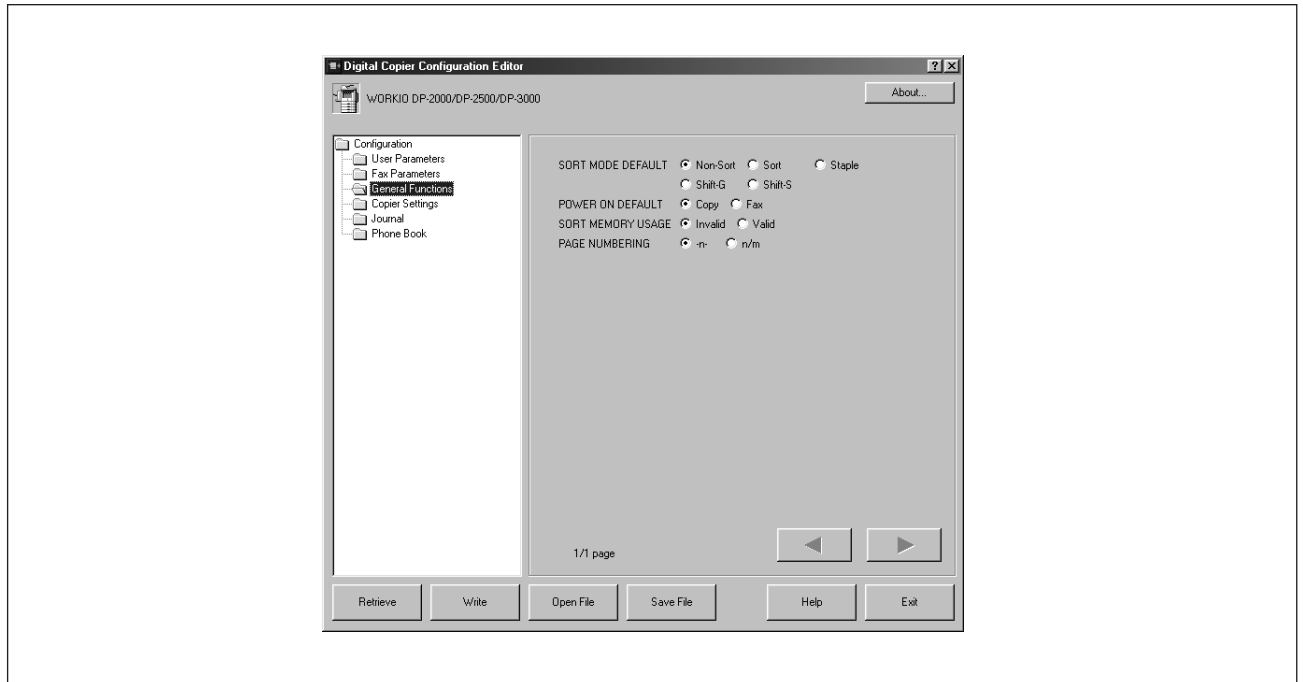 Digital Copier Configuration Editor
WORKIO DP-2000/DP-2500/DP-3000
About...
Configuration
User Parameters
Fax Parameters
General Functions
Copier Settings
Journal
Phone Book
SORT MODE DEFAULT Non-Sort Sort Staple
Shift-G Shift-S
POWER ON DEFAULT Copy Fax
SORT MEMORY USAGE Invalid Valid
PAGE NUMBERING -n- n/m
1/1 page
Retrieve Write Open File Save File Help Exit